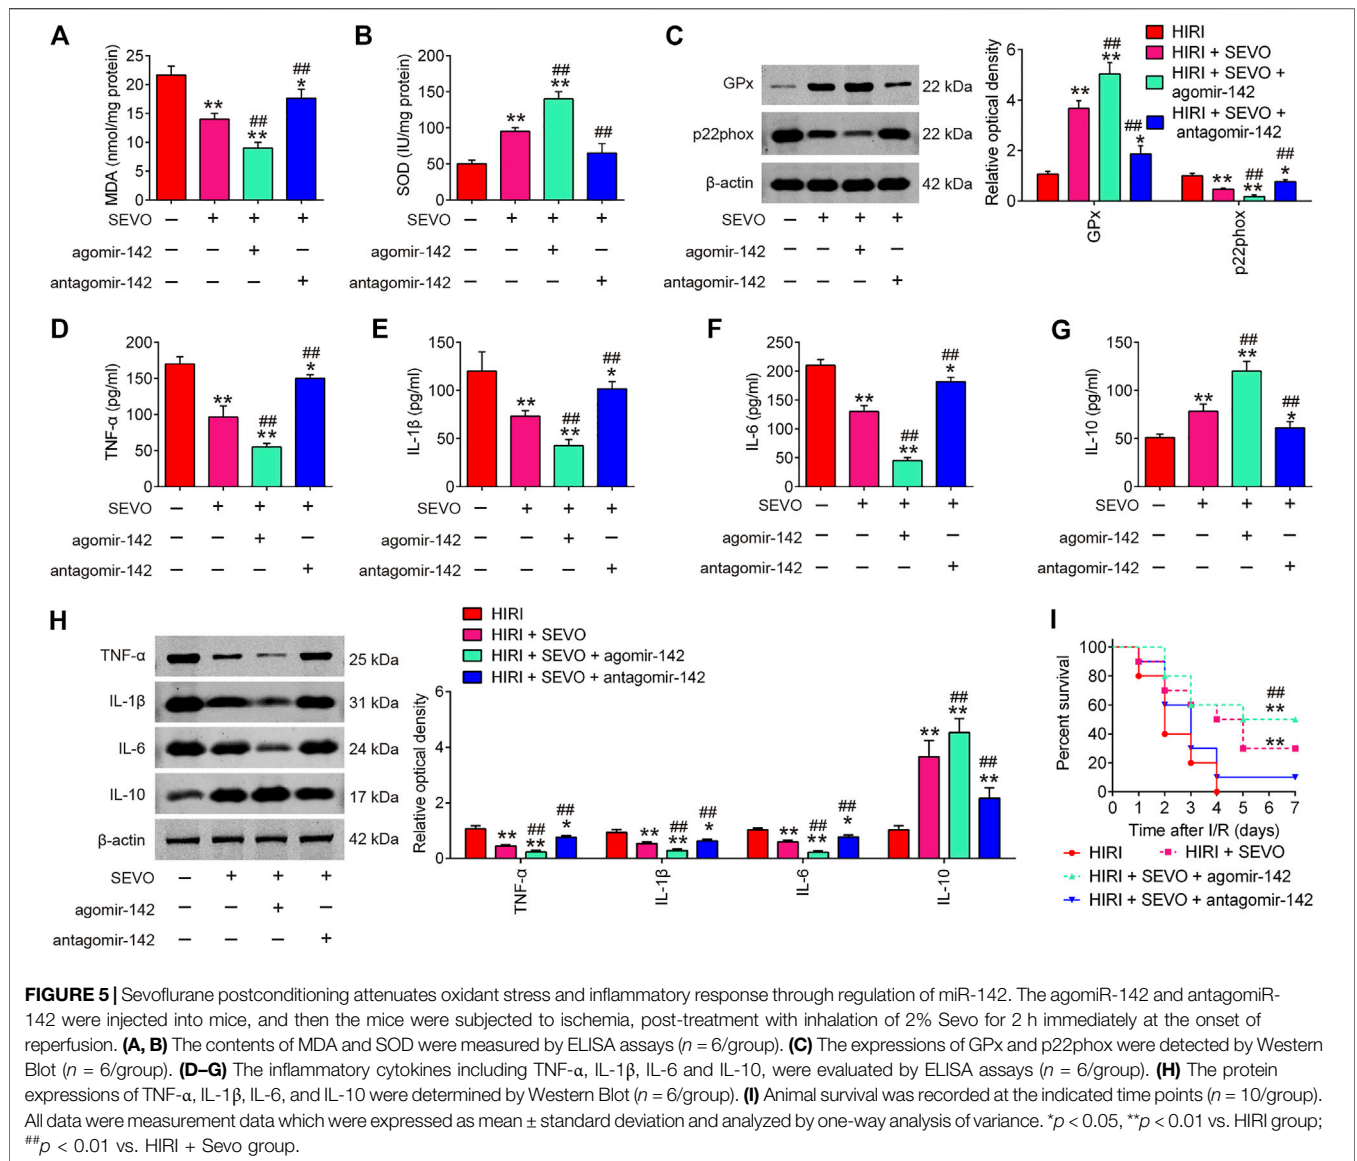 A
MDA (nmol/mg protein)
25
20
15
10
5
0
**
##
**
##
*
SEVO – + + +
agomir-142 – – + –
antagomir-142 – – – +
B
SOD (IU/mg protein)
200
150
100
50
0
**
##
**
##
SEVO – + + +
agomir-142 – – + –
antagomir-142 – – – +
C
GPx 22 kDa
p22phox 22 kDa
β-actin 42 kDa
SEVO – + + +
agomir-142 – – + –
antagomir-142 – – – +
Relative optical density
6
4
2
0
**
##
**
##
*
**
##
**
##
*
GPx
p22phox
HIRI
HIRI + SEVO
HIRI + SEVO +
agomir-142
HIRI + SEVO +
antagomir-142
D
TNF-α (pg/ml)
200
150
100
50
0
**
##
**
##
*
SEVO – + + +
agomir-142 – – + –
antagomir-142 – – – +
E
IL-1β (pg/ml)
150
100
50
0
**
##
**
##
*
SEVO – + + +
agomir-142 – – + –
antagomir-142 – – – +
F
IL-6 (pg/ml)
250
200
150
100
50
0
**
##
**
##
*
SEVO – + + +
agomir-142 – – + –
antagomir-142 – – – +
G
IL-10 (pg/ml)
150
100
50
0
**
##
**
##
*
SEVO – + + +
agomir-142 – – + –
antagomir-142 – – – +
H
TNF-α 25 kDa
IL-1β 31 kDa
IL-6 24 kDa
IL-10 17 kDa
β-actin 42 kDa
SEVO – + + +
agomir-142 – – + –
antagomir-142 – – – +
HIRI
HIRI + SEVO
HIRI + SEVO + agomir-142
HIRI + SEVO + antagomir-142
Relative optical density
6
4
2
0
**
##
**
##
*
**
##
**
##
*
**
##
**
##
*
**
##
**
##
**
TNF-α
IL-1β
IL-6
IL-10
I
Percent survival
100
80
60
40
20
0
##
**
**
0 1 2 3 4 5 6 7
Time after I/R (days)
HIRI HIRI + SEVO
HIRI + SEVO + agomir-142
HIRI + SEVO + antagomir-142
FIGURE 5 | Sevoflurane postconditioning attenuates oxidant stress and inflammatory response through regulation of miR-142. The agomiR-142 and antagomiR-
142 were injected into mice, and then the mice were subjected to ischemia, post-treatment with inhalation of 2% Sevo for 2 h immediately at the onset of
reperfusion. (A, B) The contents of MDA and SOD were measured by ELISA assays (n = 6/group). (C) The expressions of GPx and p22phox were detected by Western
Blot (n = 6/group). (D–G) The inflammatory cytokines including TNF-α, IL-1β, IL-6 and IL-10, were evaluated by ELISA assays (n = 6/group). (H) The protein
expressions of TNF-α, IL-1β, IL-6, and IL-10 were determined by Western Blot (n = 6/group). (I) Animal survival was recorded at the indicated time points (n = 10/group).
All data were measurement data which were expressed as mean ± standard deviation and analyzed by one-way analysis of variance. *p < 0.05, **p < 0.01 vs. HIRI group;
##p < 0.01 vs. HIRI + Sevo group.